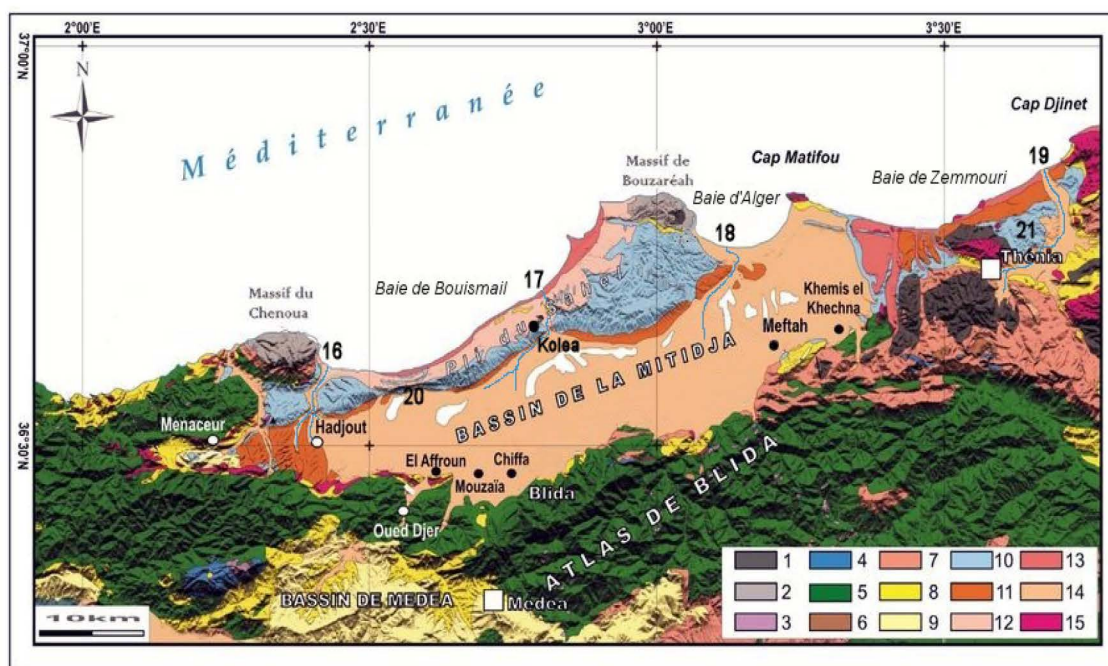 2°00'E
2°30'E
3°00'E
3°30'E
37°00'N
N
Méditerranée
Cap Djinet
Massif de
Bouzaréah
Cap Matifou
19
Baie d'Alger
Baie de Zemmouri
18
21
Thénia
17
Baie de Bouismail
Massif du
Chenoua
Pli du Sahel
Khemis el
Khechna
Meftah
Kolea
16
BASSIN DE LA MITIDJA
20
Menaceur
Hadjout
36°30'N
El Affroun
Chiffa
Mouzaïa
Blida
ATLAS DE BLIDA
Oued Djer
BASSIN DE MEDEA
Medea
10km
1 4 7 10 13
2 5 8 11 14
3 6 9 12 15